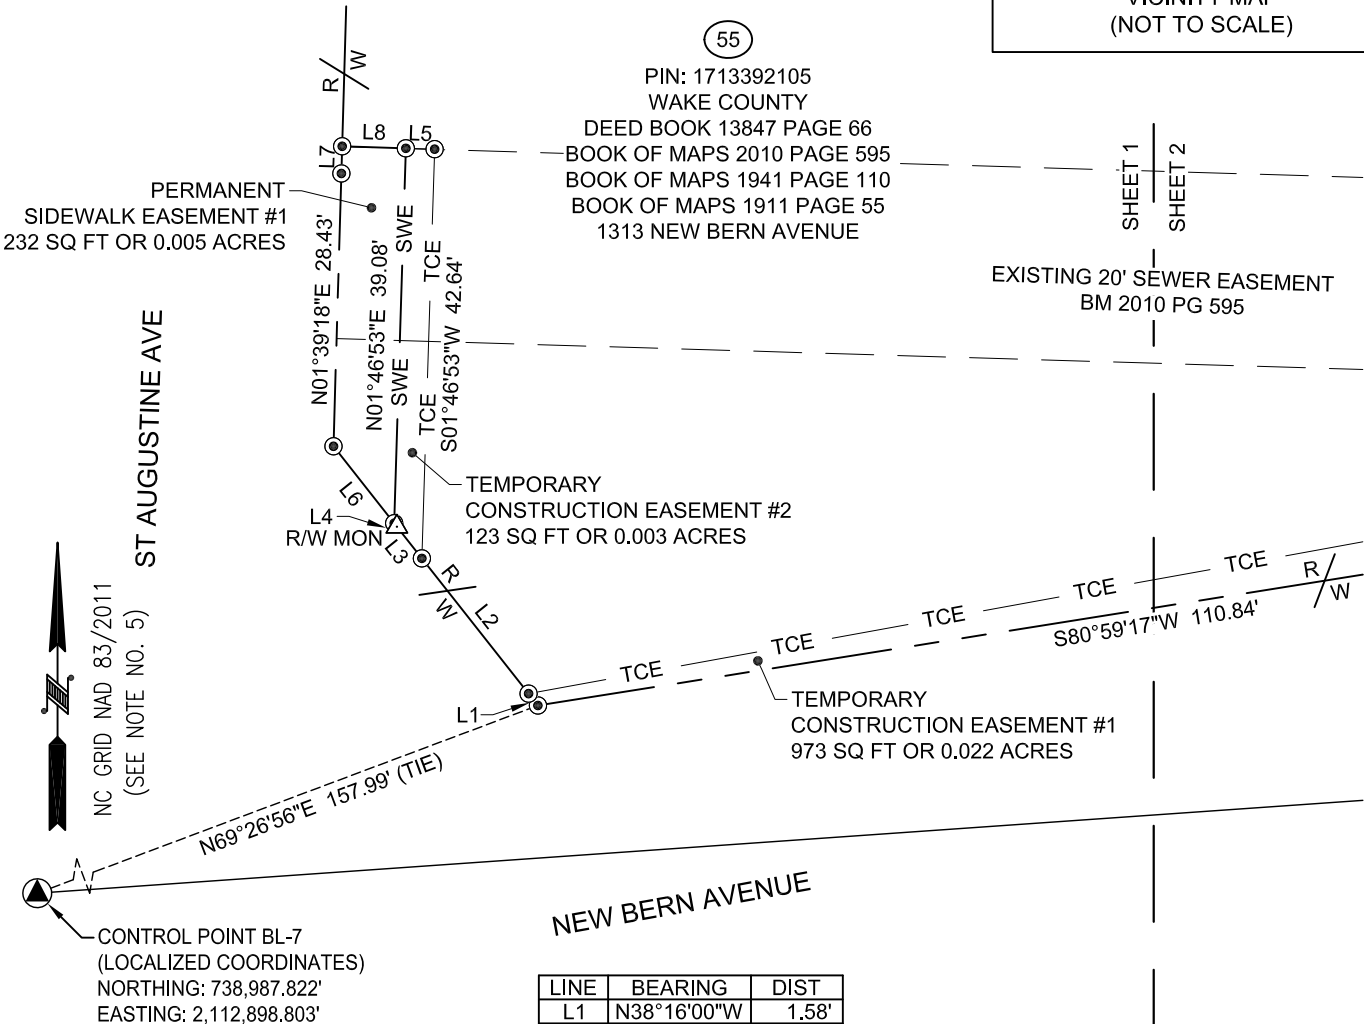 VICINITY MAP
(NOT TO SCALE)
55
PIN: 1713392105
WAKE COUNTY
DEED BOOK 13847 PAGE 66
BOOK OF MAPS 2010 PAGE 595
BOOK OF MAPS 1941 PAGE 110
BOOK OF MAPS 1911 PAGE 55
1313 NEW BERN AVENUE
R/W
L8
L5
L7
PERMANENT
SIDEWALK EASEMENT #1
232 SQ FT OR 0.005 ACRES
SHEET 1
SHEET 2
EXISTING 20' SEWER EASEMENT
BM 2010 PG 595
N01°39'18"E 28.43'
N01°46'53"E 39.08'
SWE
SWE
TCE
TCE
S01°46'53"W 42.64'
ST AUGUSTINE AVE
L6
L4
R/W MON
L3
R/W
L2
TEMPORARY
CONSTRUCTION EASEMENT #2
123 SQ FT OR 0.003 ACRES
NC GRID NAD 83/2011
(SEE NOTE NO. 5)
TCE
TCE
TCE
TCE
TCE
R/W
S80°59'17"W 110.84'
L1
TEMPORARY
CONSTRUCTION EASEMENT #1
973 SQ FT OR 0.022 ACRES
N69°26'56"E 157.99' (TIE)
NEW BERN AVENUE
CONTROL POINT BL-7
(LOCALIZED COORDINATES)
NORTHING: 738,987.822'
EASTING: 2,112,898.803'
LINE BEARING DIST
L1 N38°16'00"W 1.58'